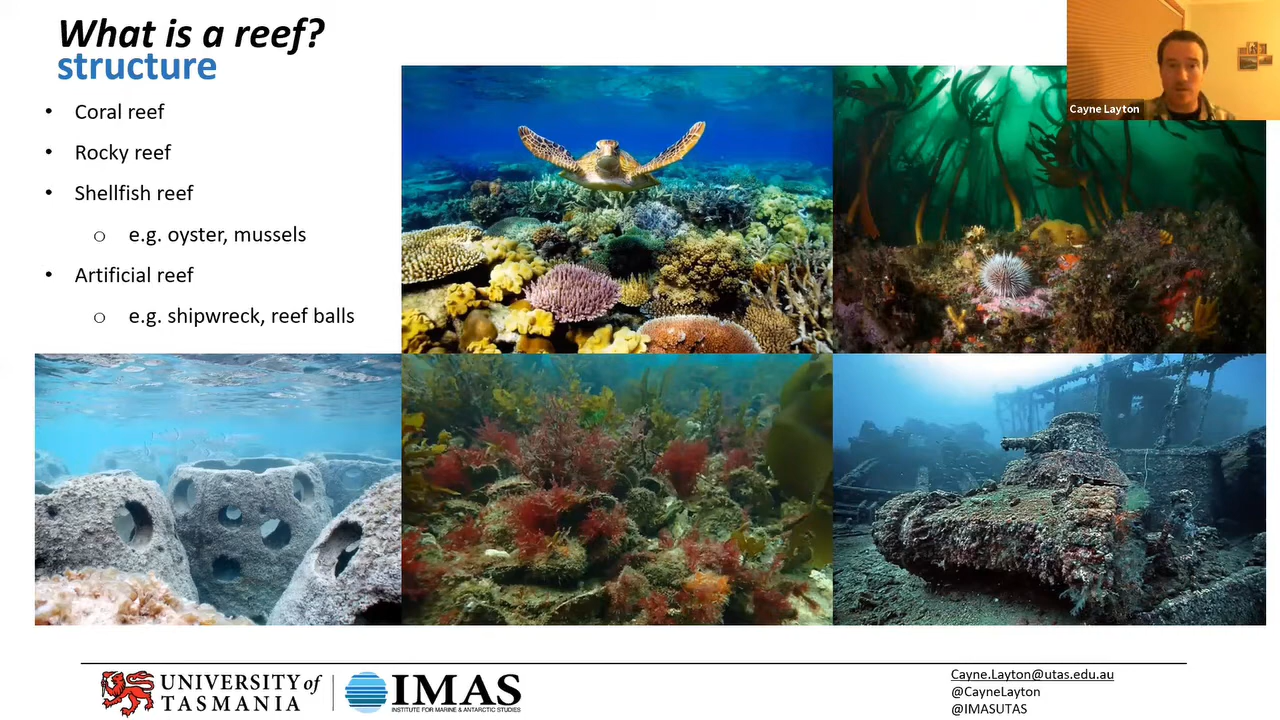 What is a reef?
structure
• Coral reef
• Rocky reef
• Shellfish reef
o e.g. oyster, mussels
• Artificial reef
o e.g. shipwreck, reef balls
Cayne Layton
UNIVERSITY of
TASMANIA
IMAS
INSTITUTE FOR MARINE & ANTARCTIC STUDIES
Cayne.Layton@utas.edu.au
@CayneLayton
@IMASUTAS